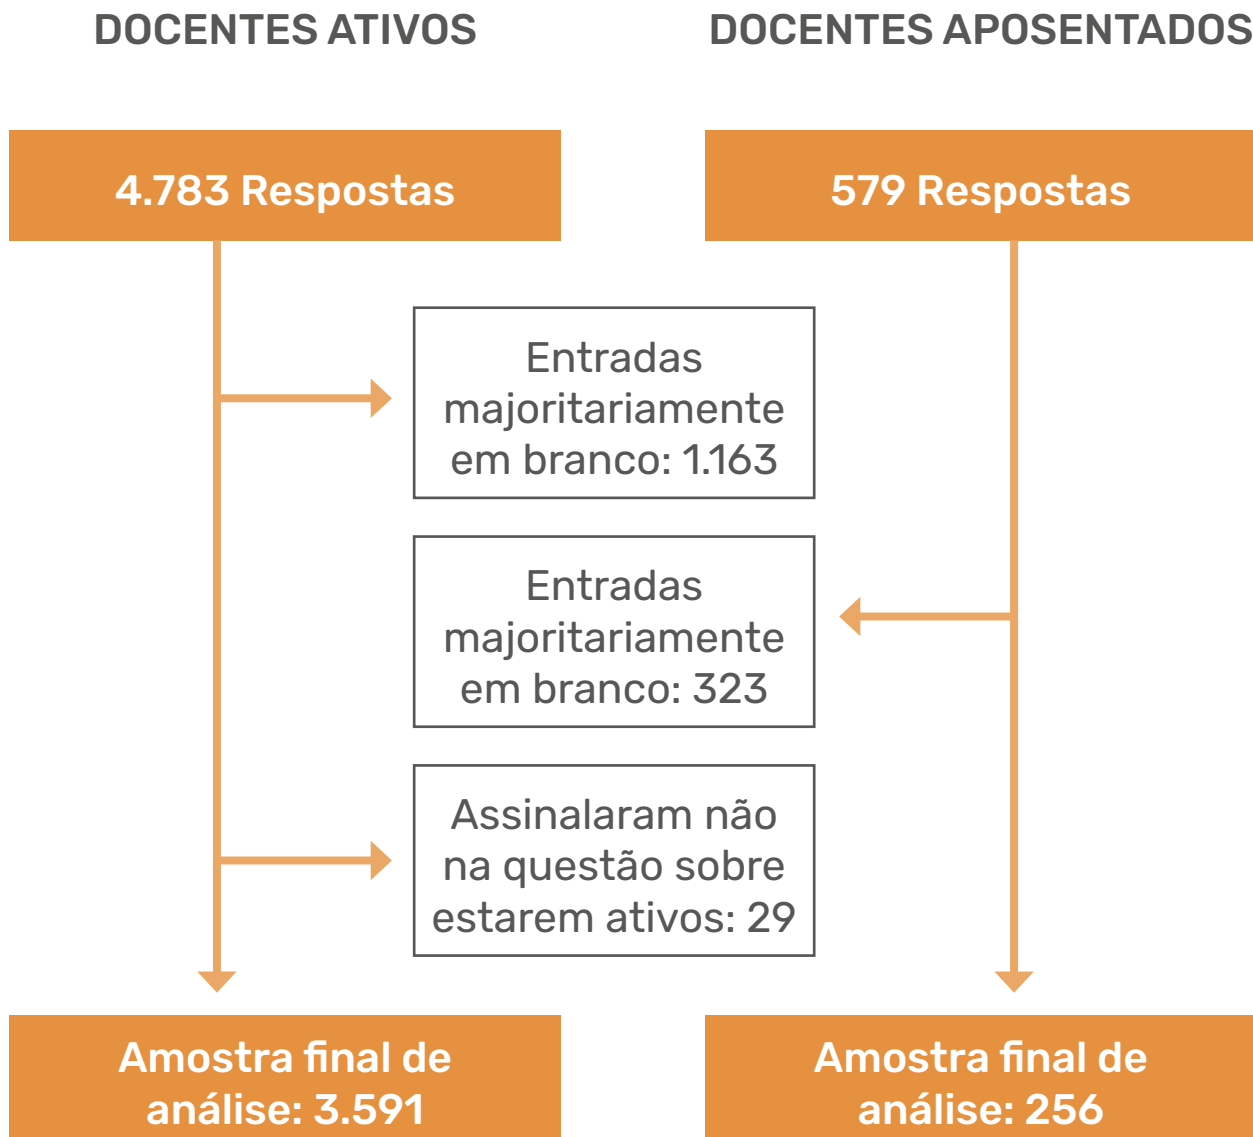 DOCENTES ATIVOS
DOCENTES APOSENTADOS
4.783 Respostas
579 Respostas
Entradas
majoritariamente
em branco: 1.163
Entradas
majoritariamente
em branco: 323
Assinalaram não
na questão sobre
estarem ativos: 29
Amostra final de
análise: 3.591
Amostra final de
análise: 256